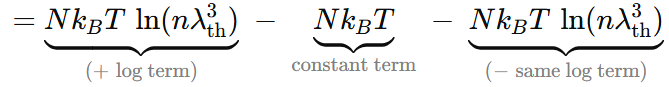 = Nk_BT ln(nλ_th^3) − Nk_BT − Nk_BT ln(nλ_th^3)
(+ log term) constant term (− same log term)